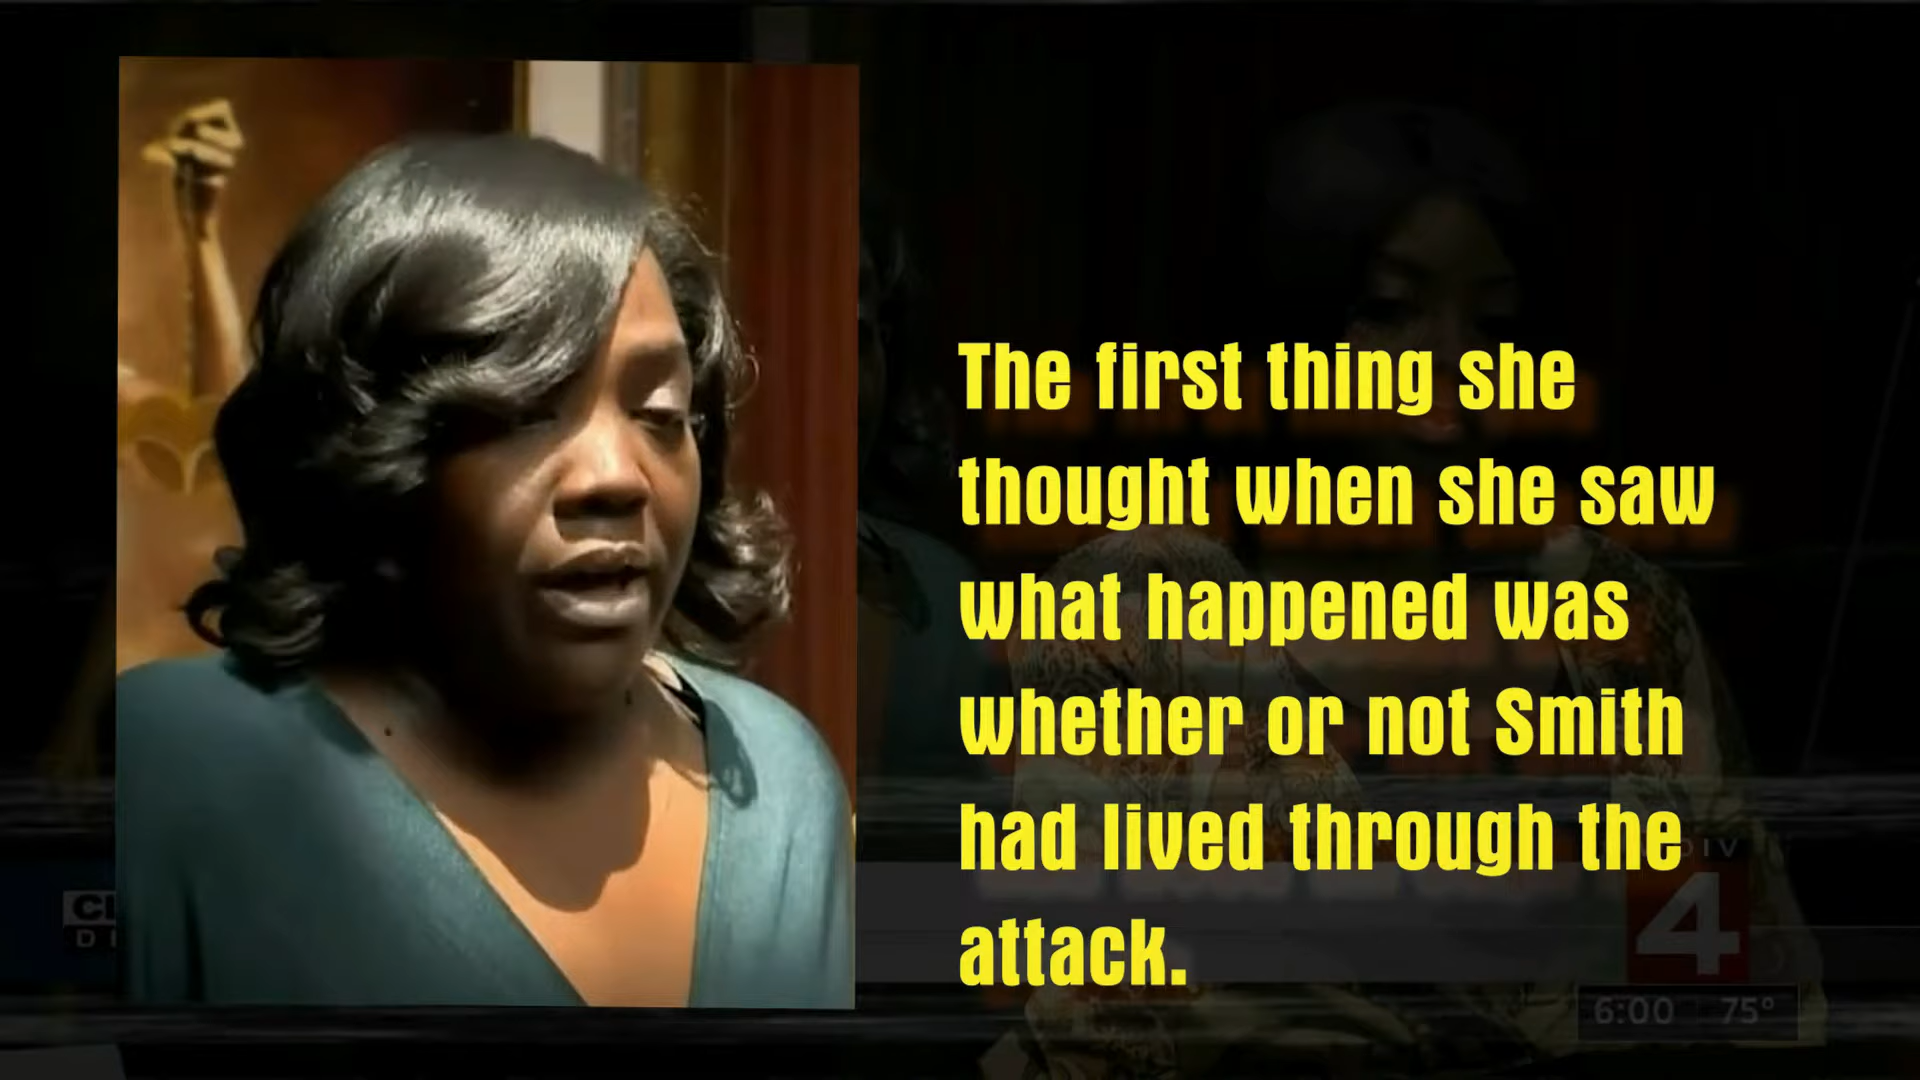 The first thing she
thought when she saw
what happened was
whether or not Smith
had lived through the
attack.
DIV
4
6:00 75°